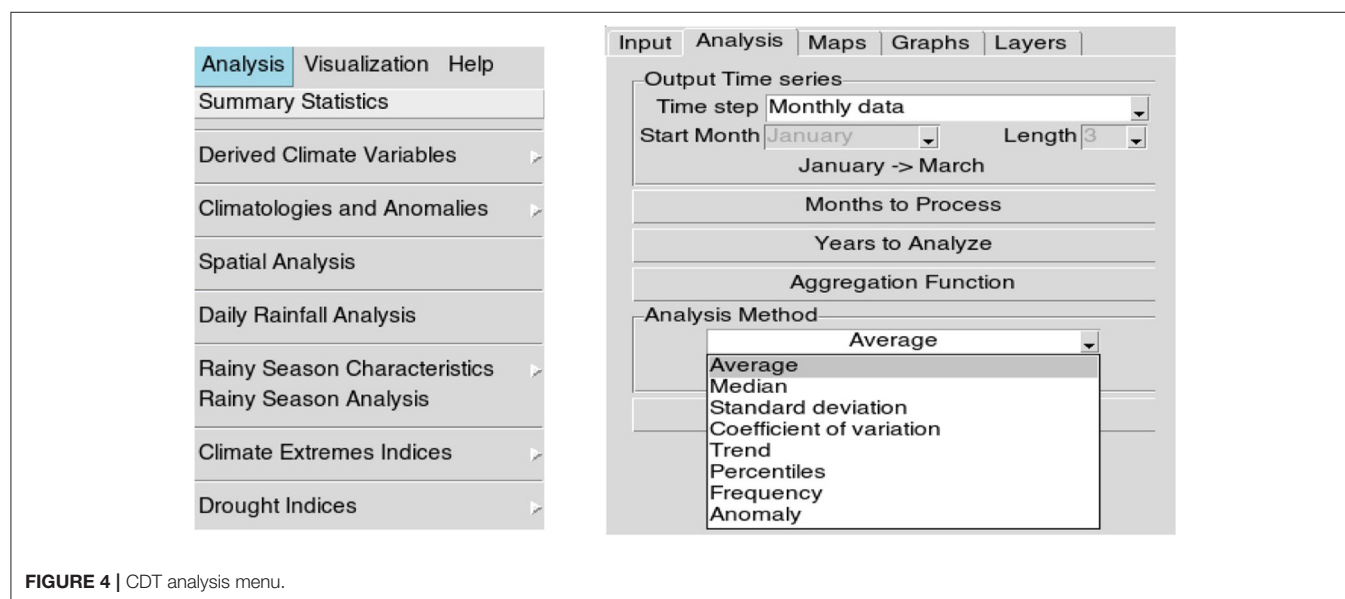 Analysis Visualization Help
Summary Statistics
Derived Climate Variables
Climatologies and Anomalies
Spatial Analysis
Daily Rainfall Analysis
Rainy Season Characteristics
Rainy Season Analysis
Climate Extremes Indices
Drought Indices
Input Analysis Maps Graphs Layers
Output Time series
Time step Monthly data
Start Month January Length 3
January -> March
Months to Process
Years to Analyze
Aggregation Function
Analysis Method
Average
Average
Median
Standard deviation
Coefficient of variation
Trend
Percentiles
Frequency
Anomaly
FIGURE 4 | CDT analysis menu.